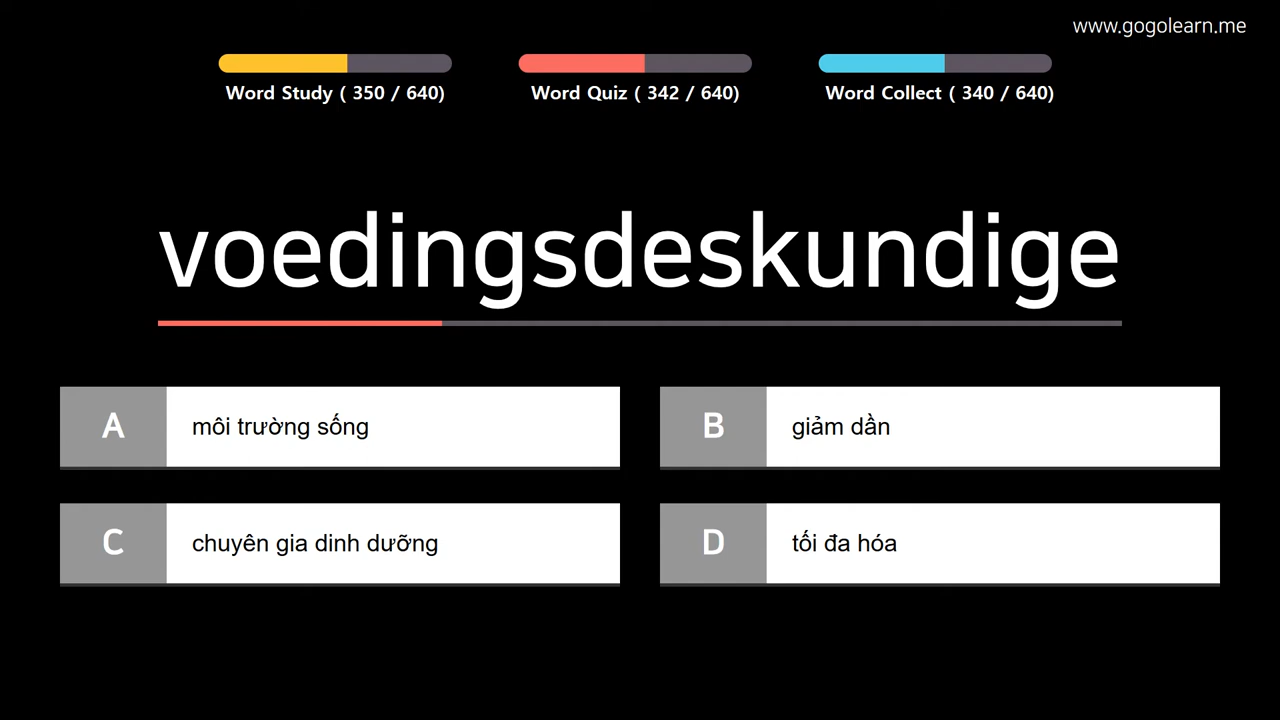 www.gogolearn.me
Word Study ( 350 / 640)
Word Quiz ( 342 / 640)
Word Collect ( 340 / 640)
voedingsdeskundige
A môi trường sống
B giảm dần
C chuyên gia dinh dưỡng
D tối đa hóa